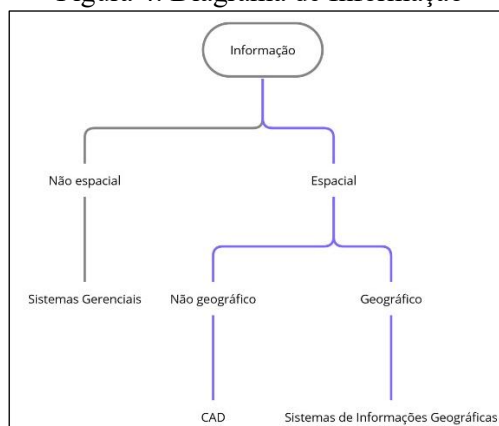 Informação
Não espacial
Espacial
Sistemas Gerenciais
Não geográfico
Geográfico
CAD
Sistemas de Informações Geográficas